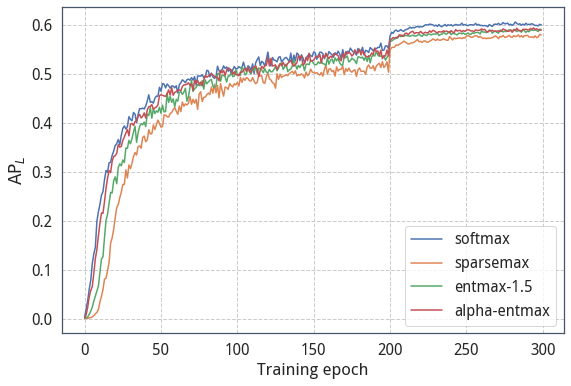 0.6
0.5
0.4
0.3
0.2
0.1
0.0
AP_L
0 50 100 150 200 250 300
Training epoch
softmax
sparsemax
entmax-1.5
alpha-entmax